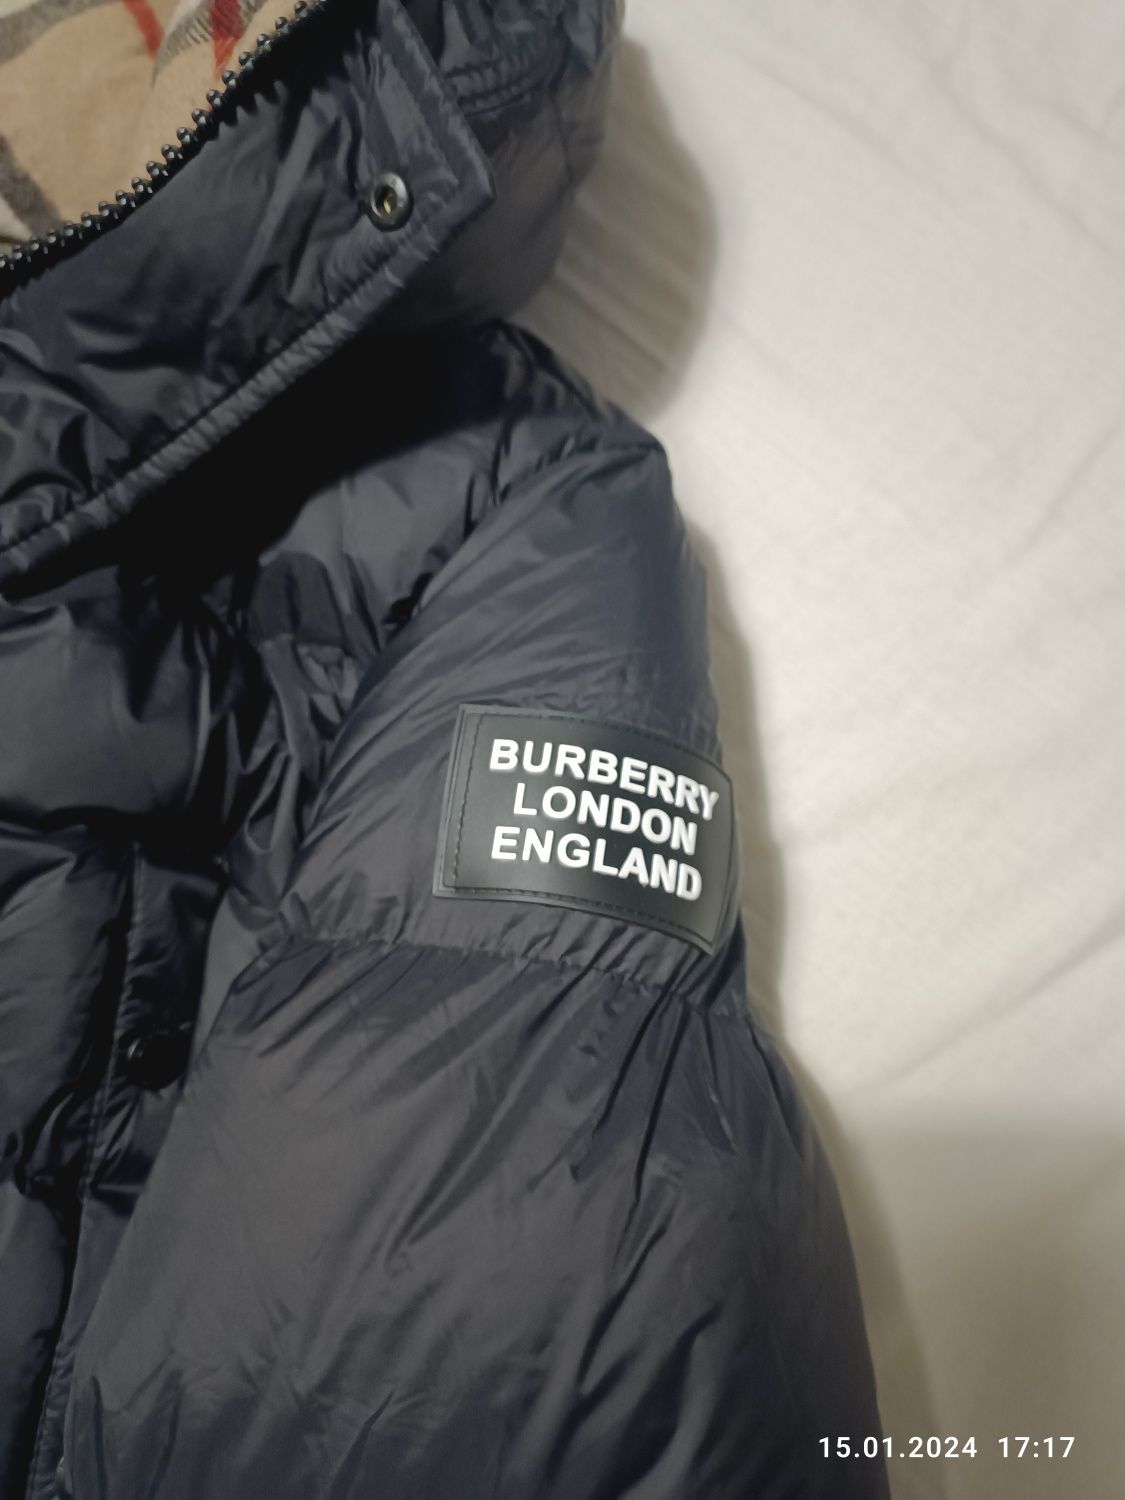 BURBERRY
LONDON
ENGLAND
15.01.2024 17:17